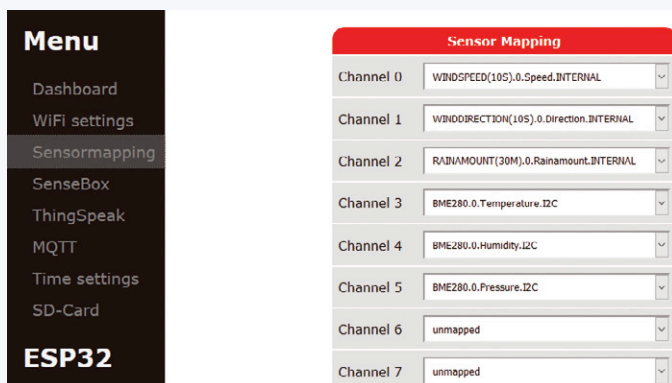 Menu
Dashboard
WiFi settings
Sensormapping
SenseBox
ThingSpeak
MQTT
Time settings
SD-Card
ESP32
Sensor Mapping
Channel 0 WINDSPEED(10S).0.Speed.INTERNAL
Channel 1 WINDDIRECTION(10S).0.Direction.INTERNAL
Channel 2 RAINAMOUNT(30M).0.Rainamount.INTERNAL
Channel 3 BME280.0.Temperature.I2C
Channel 4 BME280.0.Humidity.I2C
Channel 5 BME280.0.Pressure.I2C
Channel 6 unmapped
Channel 7 unmapped